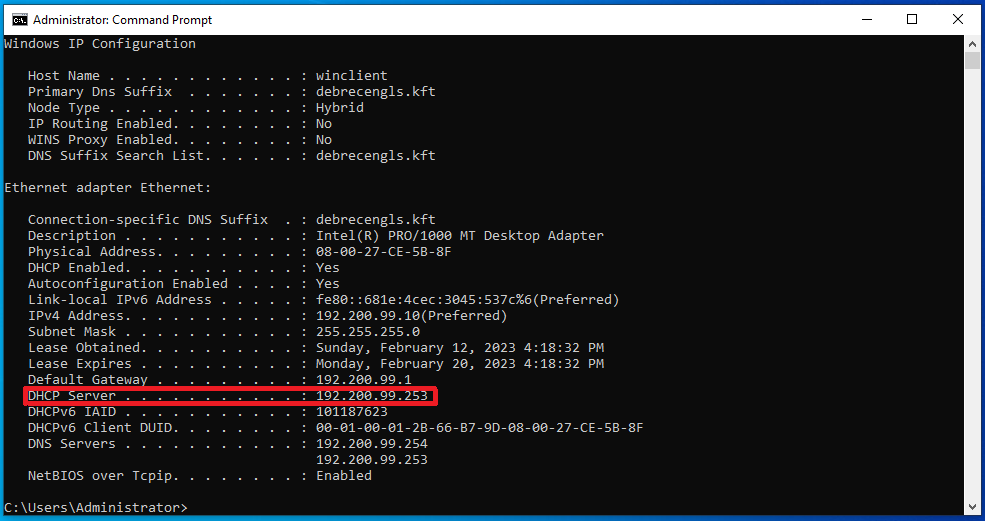 Administrator: Command Prompt
Windows IP Configuration
Host Name . . . . . . . . . . . . : winclient
Primary Dns Suffix  . . . . . . . : debrecengls.kft
Node Type . . . . . . . . . . . . : Hybrid
IP Routing Enabled. . . . . . . . : No
WINS Proxy Enabled. . . . . . . . : No
DNS Suffix Search List. . . . . . : debrecengls.kft
Ethernet adapter Ethernet:
Connection-specific DNS Suffix  . : debrecengls.kft
Description . . . . . . . . . . . : Intel(R) PRO/1000 MT Desktop Adapter
Physical Address. . . . . . . . . : 08-00-27-CE-5B-8F
DHCP Enabled. . . . . . . . . . . : Yes
Autoconfiguration Enabled . . . . : Yes
Link-local IPv6 Address . . . . . : fe80::681e:4cec:3045:537c%6(Preferred)
IPv4 Address. . . . . . . . . . . : 192.200.99.10(Preferred)
Subnet Mask . . . . . . . . . . . : 255.255.255.0
Lease Obtained. . . . . . . . . . : Sunday, February 12, 2023 4:18:32 PM
Lease Expires . . . . . . . . . . : Monday, February 20, 2023 4:18:32 PM
Default Gateway . . . . . . . . . : 192.200.99.1
DHCP Server . . . . . . . . . . . : 192.200.99.253
DHCPv6 IAID . . . . . . . . . . . : 101187623
DHCPv6 Client DUID. . . . . . . . : 00-01-00-01-2B-66-B7-9D-08-00-27-CE-5B-8F
DNS Servers . . . . . . . . . . . : 192.200.99.254
192.200.99.253
NetBIOS over Tcpip. . . . . . . . : Enabled
C:\Users\Administrator>